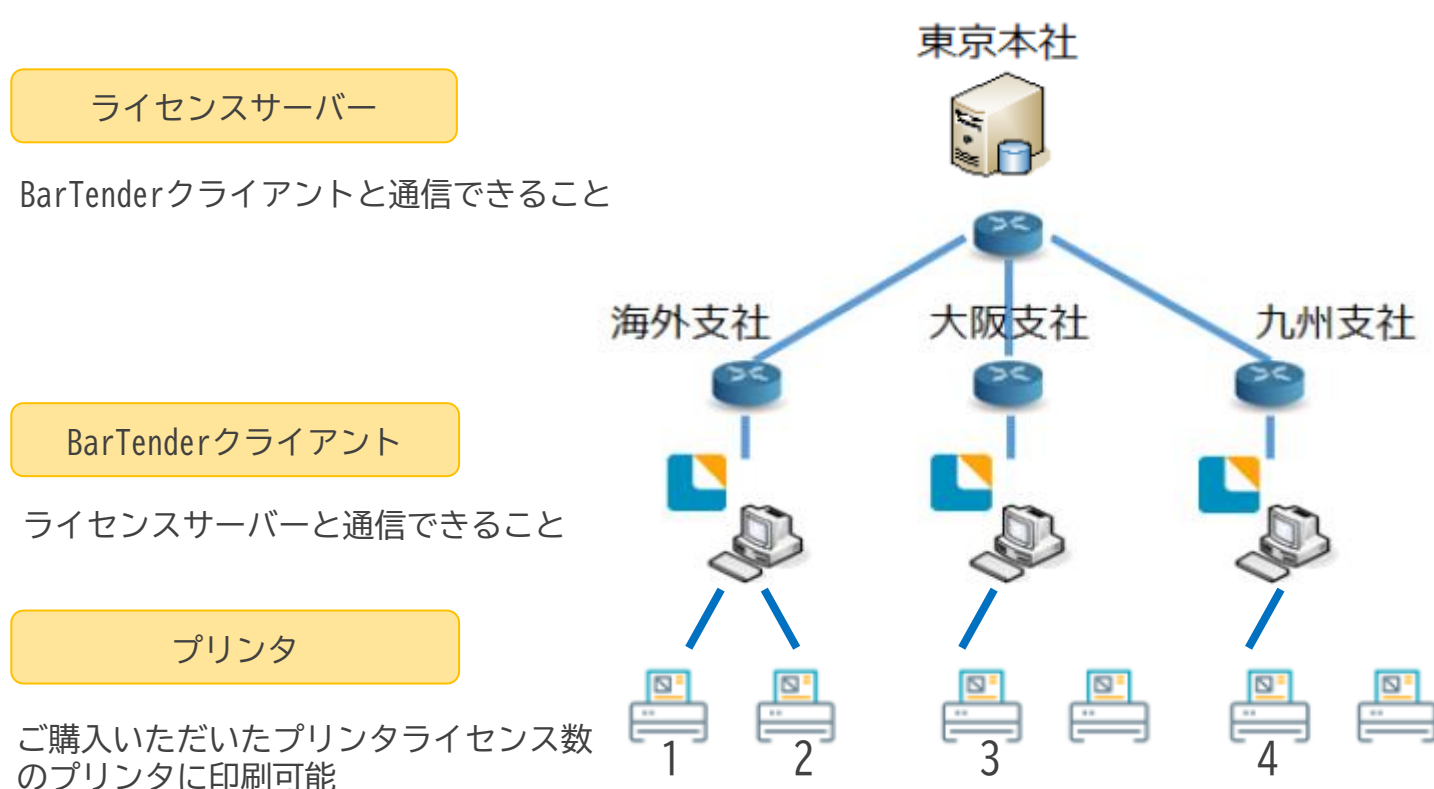 東京本社
ライセンスサーバー
BarTenderクライアントと通信できること
海外支社
大阪支社
九州支社
BarTenderクライアント
ライセンスサーバーと通信できること
プリンタ
ご購入いただいたプリンタライセンス数
のプリンタに印刷可能
1
2
3
4